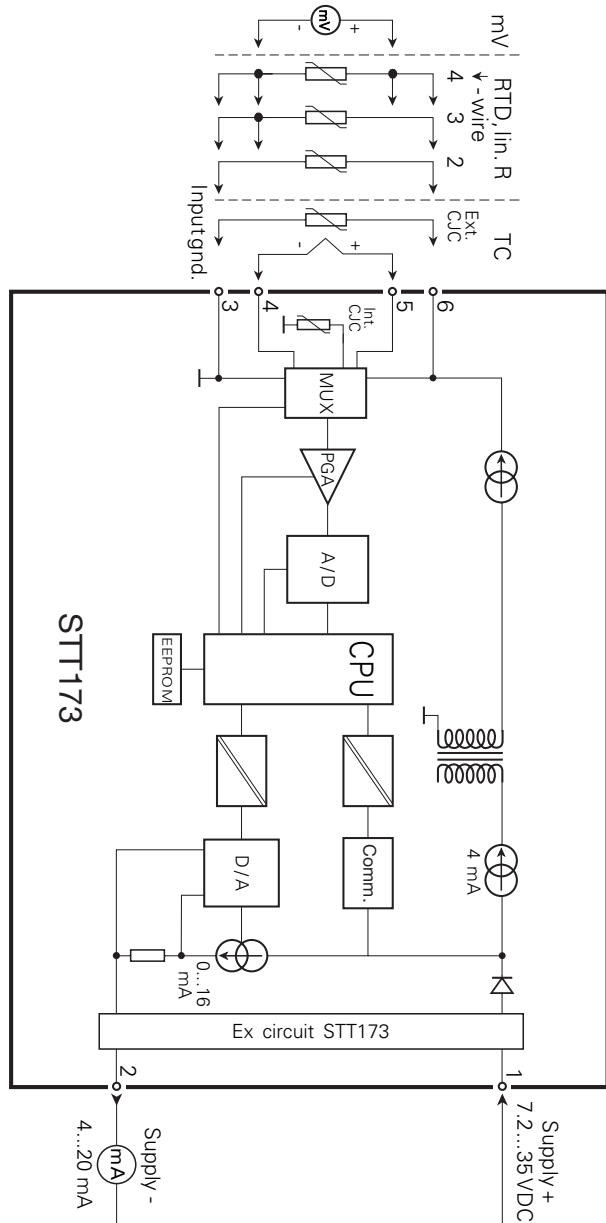 mV
-
mV
+
RTD, lin. R
4
- wire
3
2
TC
Ext.
CJC
-
+
Input gnd.
3
4
5
6
Int.
CJC
MUX
PGA
A/D
CPU
EEPROM
STT173
D/A
Comm.
4 mA
0...16
mA
Ex circuit STT173
2
1
Supply -
4...20 mA
mA
Supply +
7.2...35 VDC